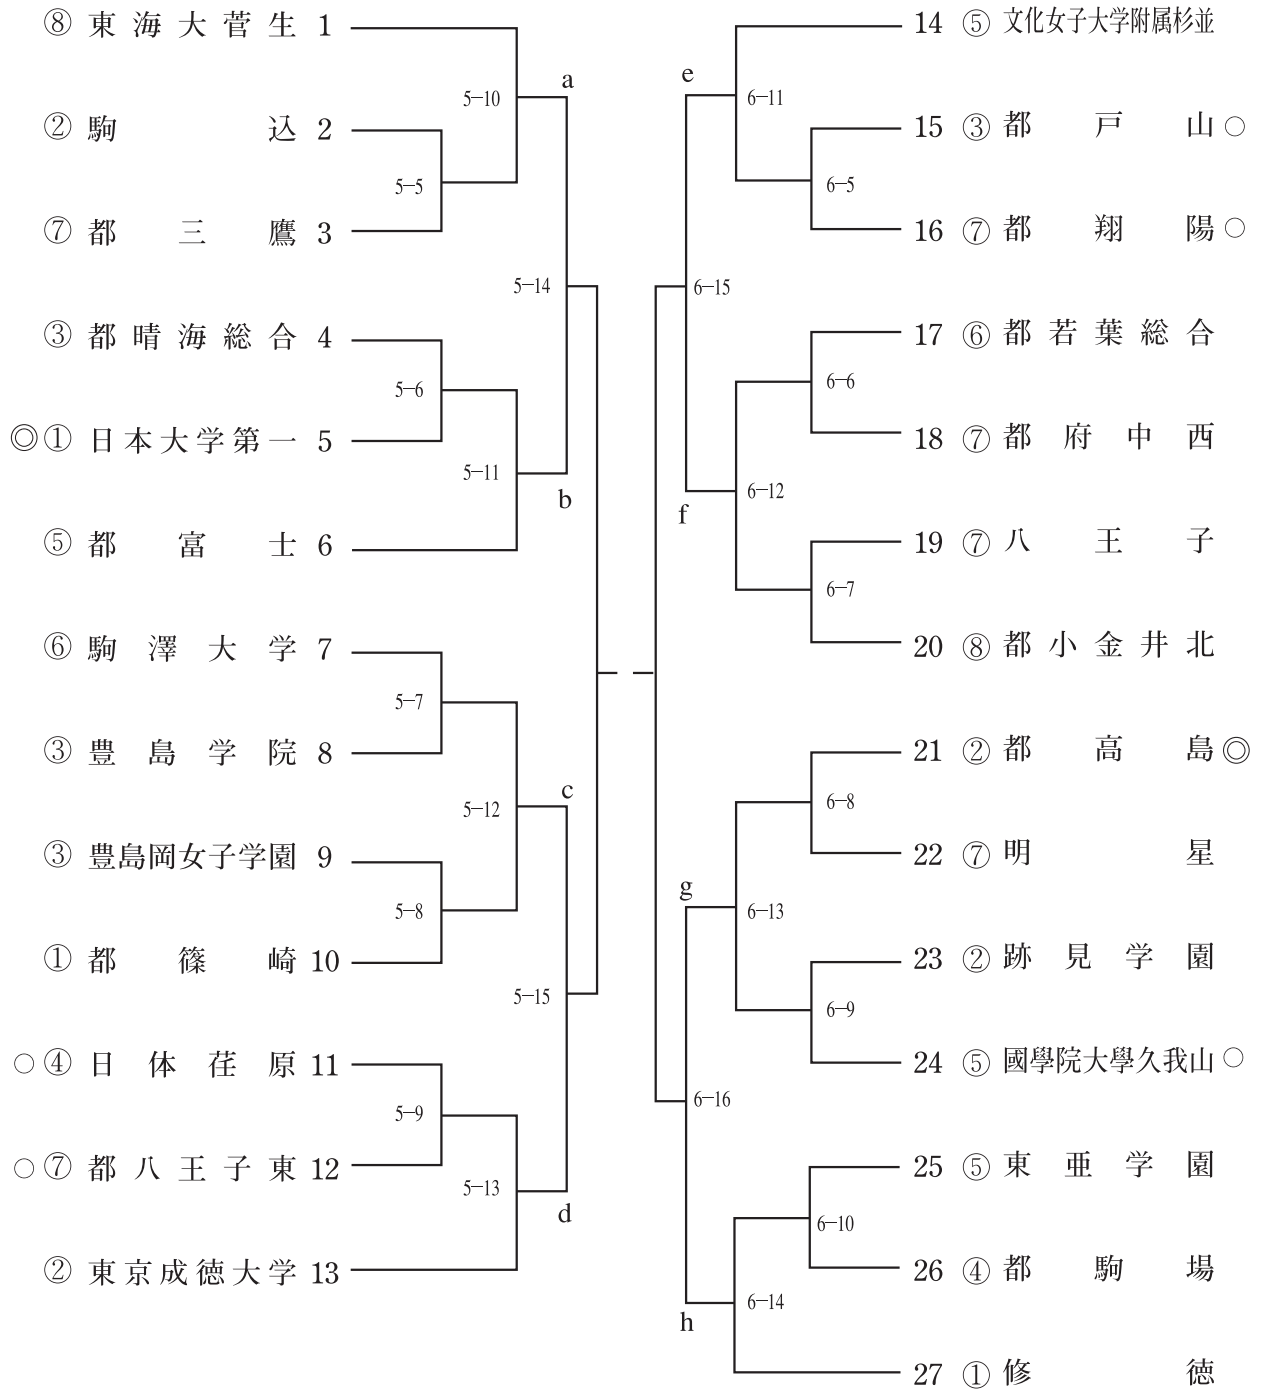 ⑧ 東海大菅生 1
5−10
a
② 駒込 2
5−5
⑦ 都三鷹 3
5−14
③ 都晴海総合 4
5−6
◎ ① 日本大学第一 5
5−11
b
⑤ 都富士 6
⑥ 駒澤大学 7
5−7
③ 豊島学院 8
c
5−12
③ 豊島岡女子学園 9
5−8
① 都篠崎 10
5−15
○ ④ 日体荏原 11
5−9
○ ⑦ 都八王子東 12
5−13
d
② 東京成徳大学 13
14 ⑤ 文化女子大学附属杉並
e
6−11
15 ③ 都戸山 ○
6−5
16 ⑦ 都翔陽 ○
6−15
17 ⑥ 都若葉総合
6−6
18 ⑦ 都府中西
6−12
f
19 ⑦ 八王子
6−7
20 ⑧ 都小金井北
21 ② 都高島 ◎
6−8
22 ⑦ 明星
g
6−13
23 ② 跡見学園
6−9
24 ⑤ 國學院大學久我山 ○
6−16
25 ⑤ 東亜学園
6−10
26 ④ 都駒場
6−14
h
27 ① 修徳